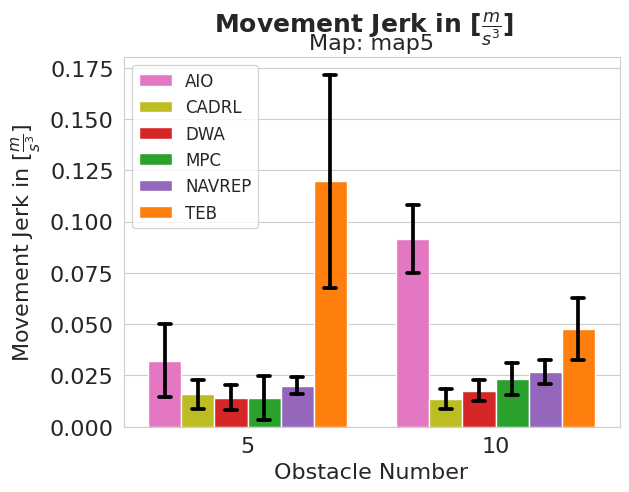 Movement Jerk in [m/s³]
Map: map5
Movement Jerk in [m/s³]
0.175
0.150
0.125
0.100
0.075
0.050
0.025
0.000
AIO
CADRL
DWA
MPC
NAVREP
TEB
5
10
Obstacle Number